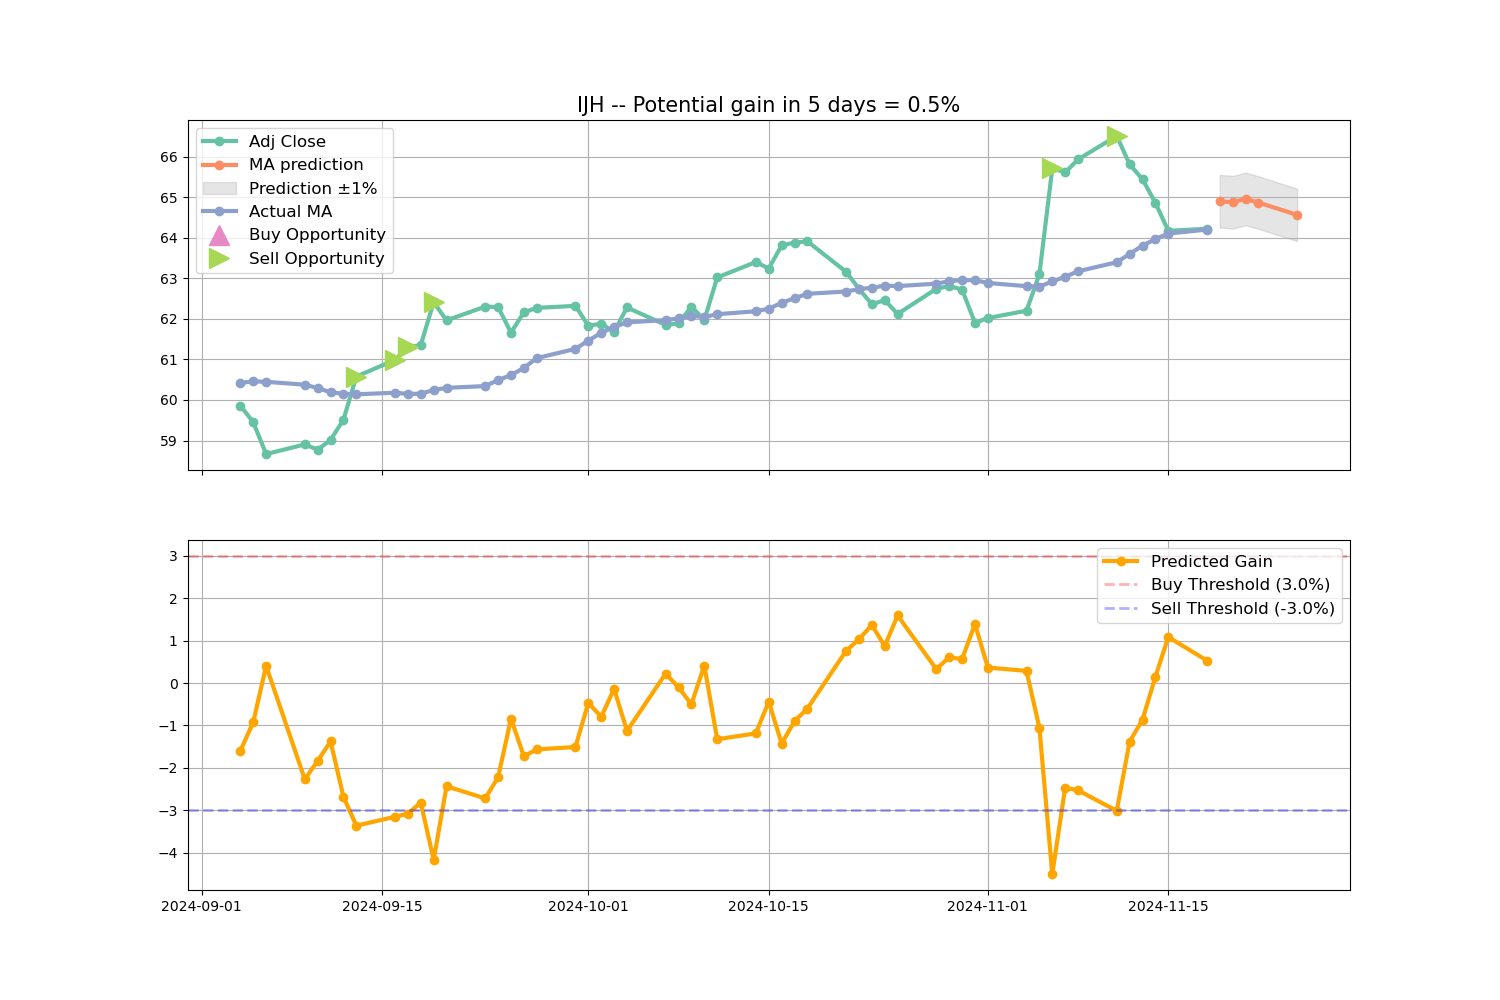 IJH -- Potential gain in 5 days = 0.5%
Adj Close
MA prediction
Prediction ±1%
Actual MA
Buy Opportunity
Sell Opportunity
66
65
64
63
62
61
60
59
Predicted Gain
Buy Threshold (3.0%)
Sell Threshold (-3.0%)
3
2
1
0
−1
−2
−3
−4
2024-09-01
2024-09-15
2024-10-01
2024-10-15
2024-11-01
2024-11-15